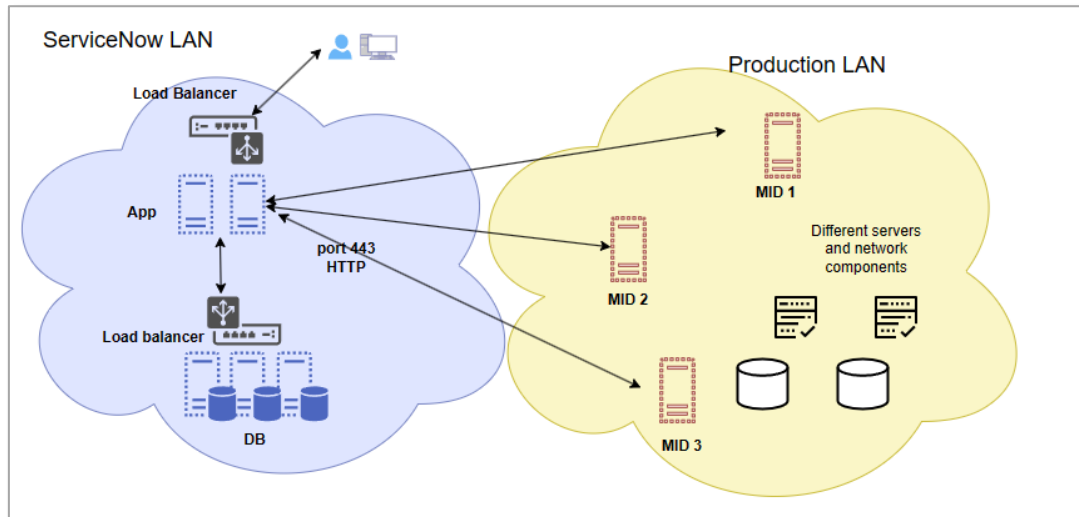 ServiceNow LAN
Production LAN
Load Balancer
MID 1
App
Different servers
and network
components
port 443
HTTP
MID 2
Load balancer
DB
MID 3